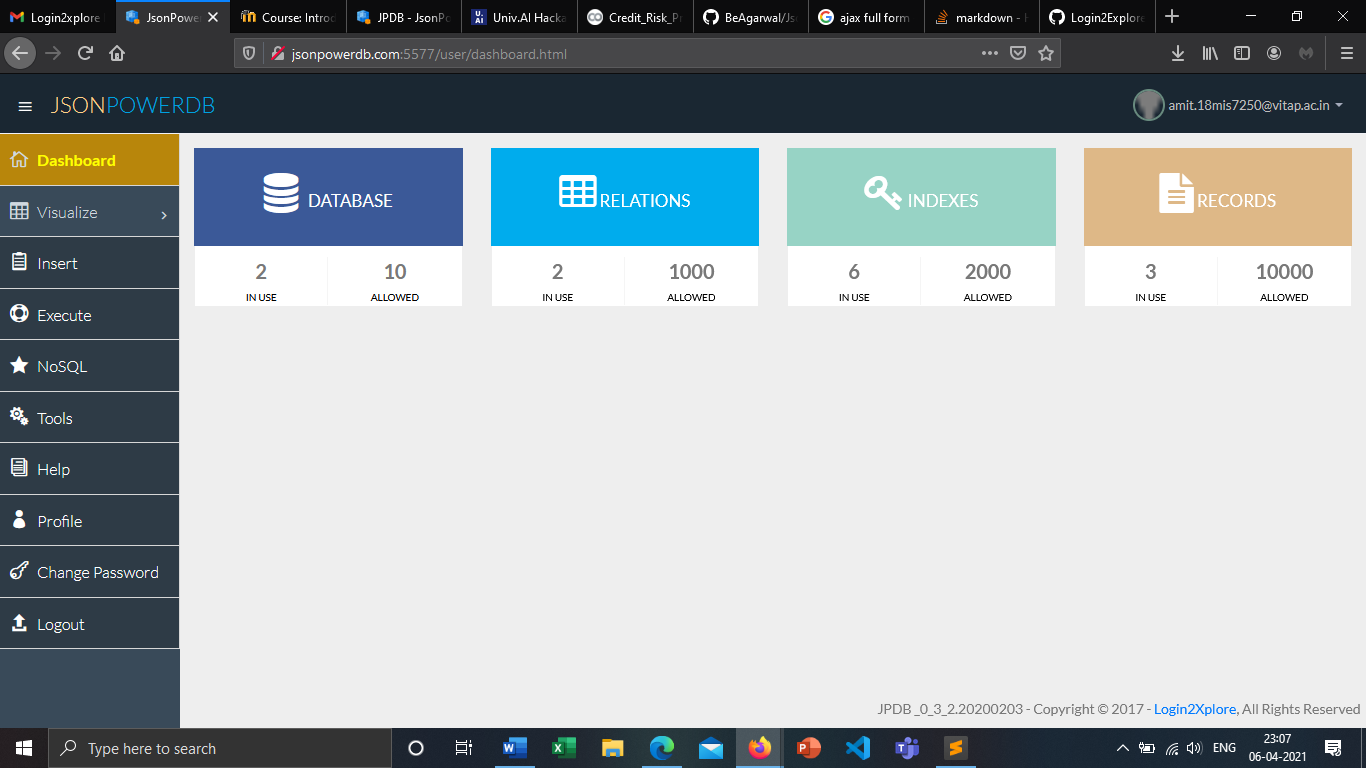 Login2xplore
JsonPower
Course: Introd
JPDB - JsonPo
Univ.AI Hacka
Credit_Risk_Pr
BeAgarwal/Js
ajax full form
markdown - H
Login2Explore
jsonpowerdb.com:5577/user/dashboard.html
JSONPOWERDB
amit.18mis7250@vitap.ac.in
Dashboard
Visualize
Insert
Execute
NoSQL
Tools
Help
Profile
Change Password
Logout
DATABASE
2 10
IN USE ALLOWED
RELATIONS
2 1000
IN USE ALLOWED
INDEXES
6 2000
IN USE ALLOWED
RECORDS
3 10000
IN USE ALLOWED
JPDB _0_3_2.20200203 - Copyright © 2017 - Login2Xplore, All Rights Reserved
Type here to search
ENG
23:07
06-04-2021